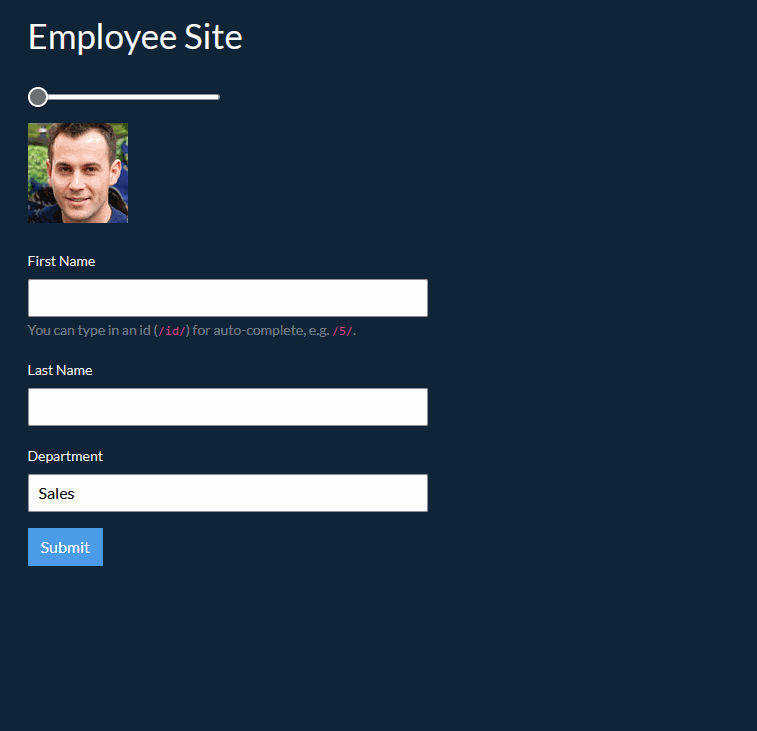 Employee Site
First Name
You can type in an id (/id/) for auto-complete, e.g. /5/.
Last Name
Department
Sales
Submit